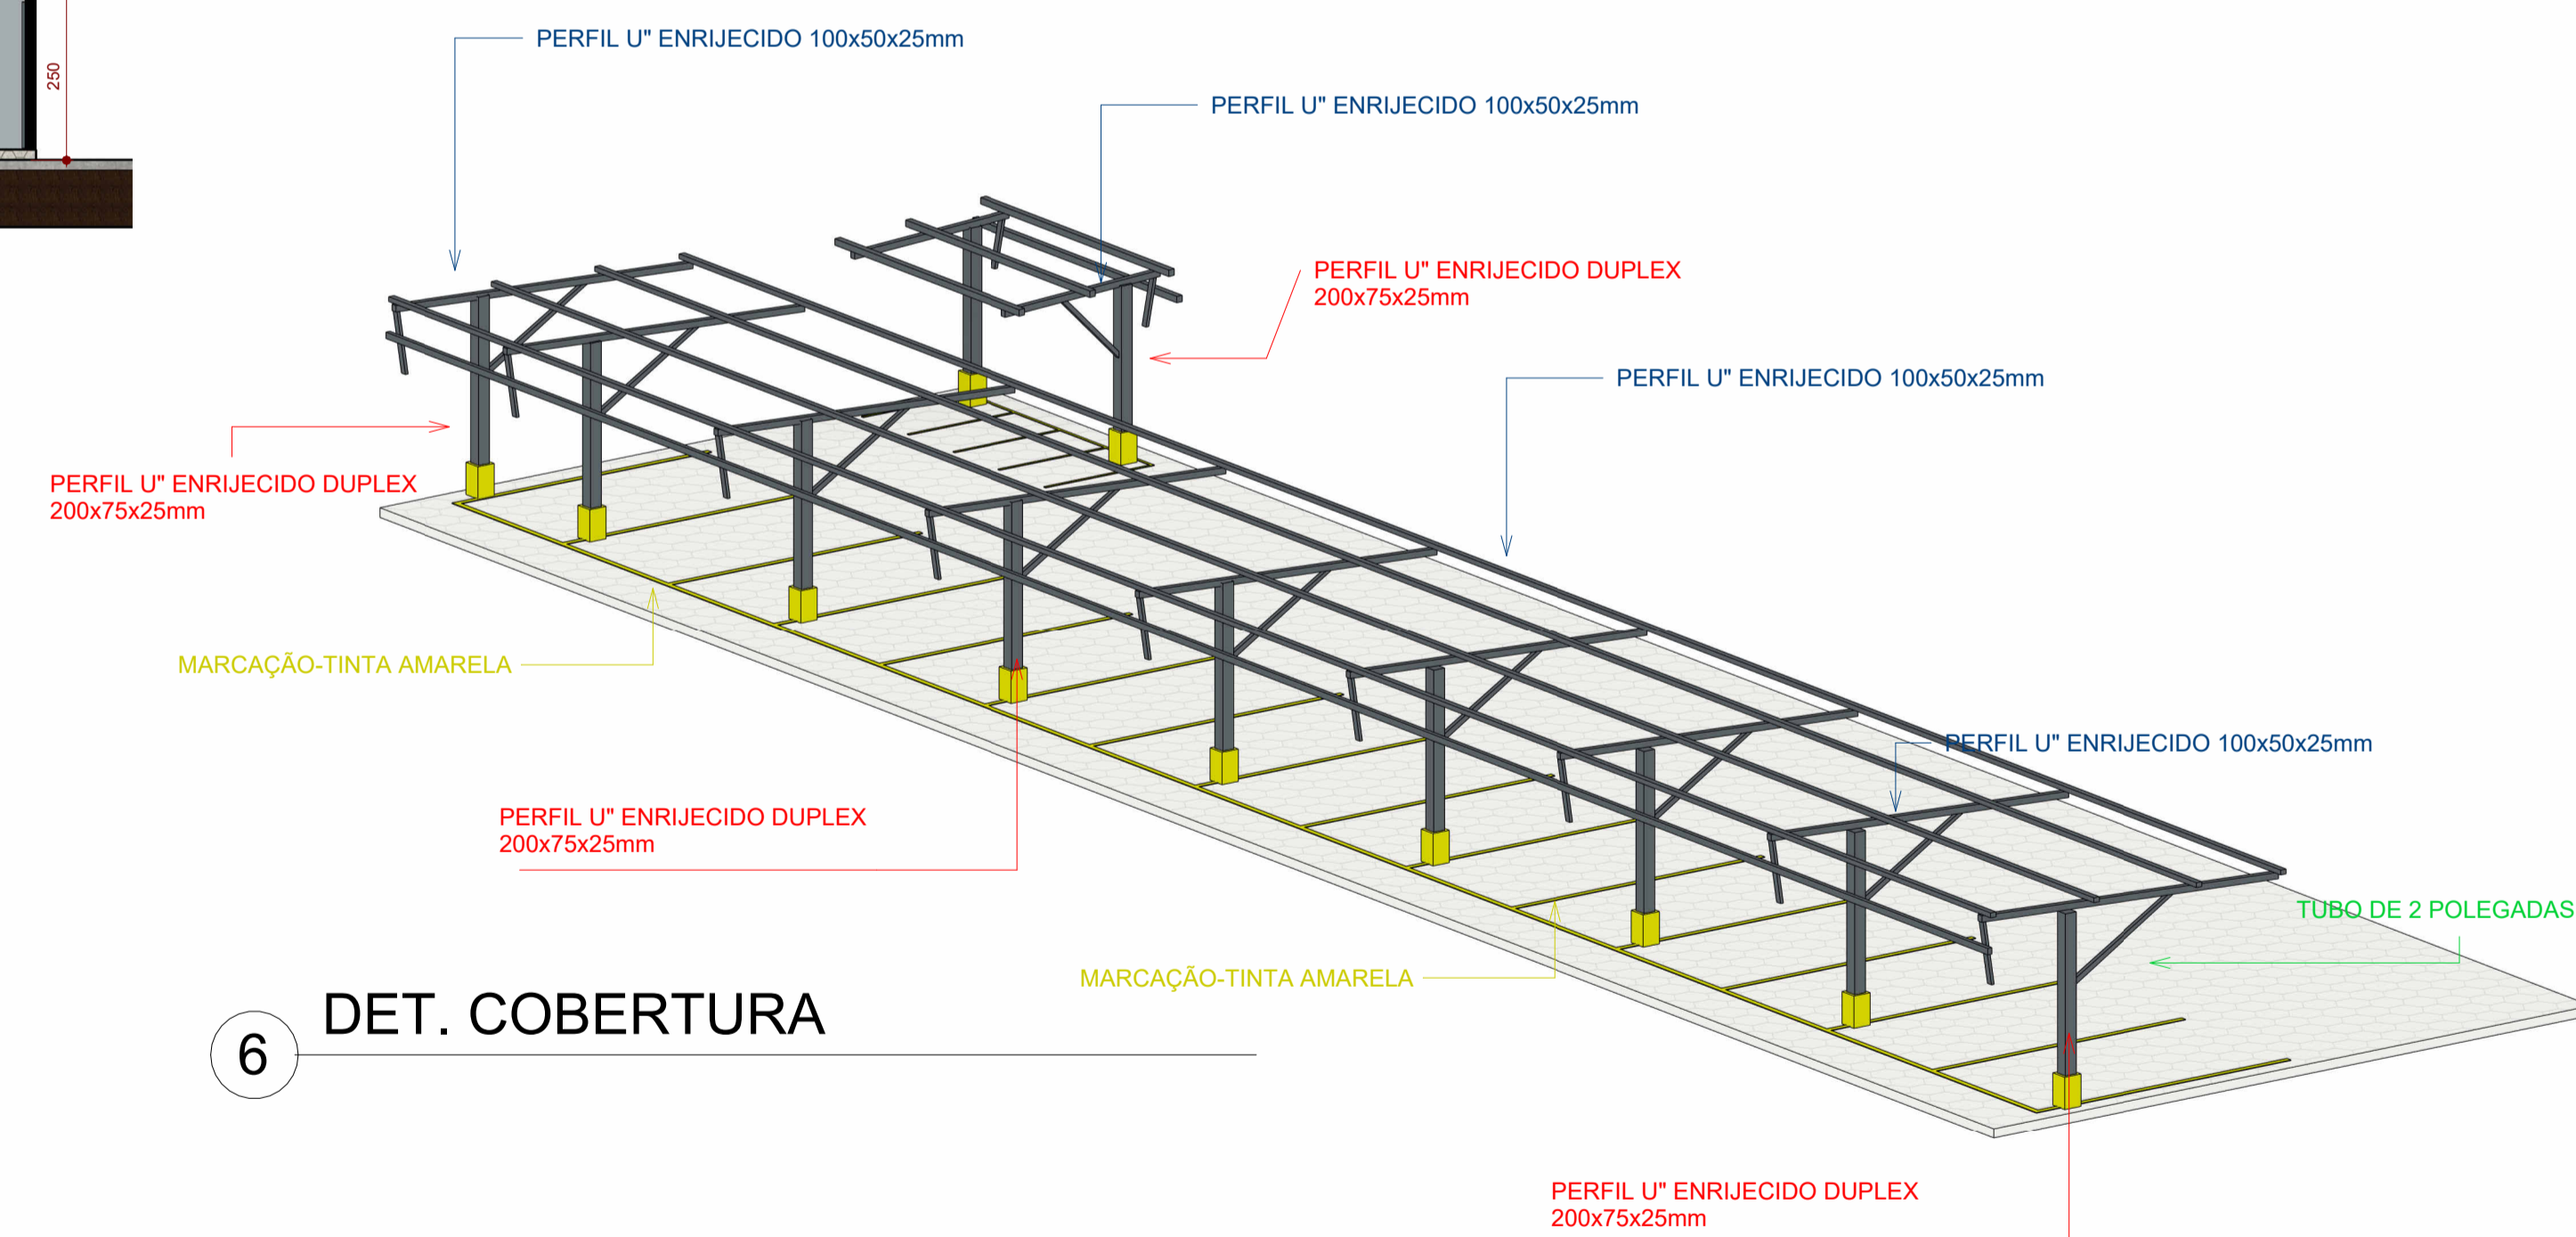 PERFIL U" ENRIJECIDO 100x50x25mm
250
PERFIL U" ENRIJECIDO 100x50x25mm
PERFIL U" ENRIJECIDO DUPLEX
200x75x25mm
PERFIL U" ENRIJECIDO 100x50x25mm
PERFIL U" ENRIJECIDO DUPLEX
200x75x25mm
MARCAÇÃO-TINTA AMARELA
PERFIL U" ENRIJECIDO 100x50x25mm
PERFIL U" ENRIJECIDO DUPLEX
200x75x25mm
TUBO DE 2 POLEGADAS
MARCAÇÃO-TINTA AMARELA
6
DET. COBERTURA
PERFIL U" ENRIJECIDO DUPLEX
200x75x25mm